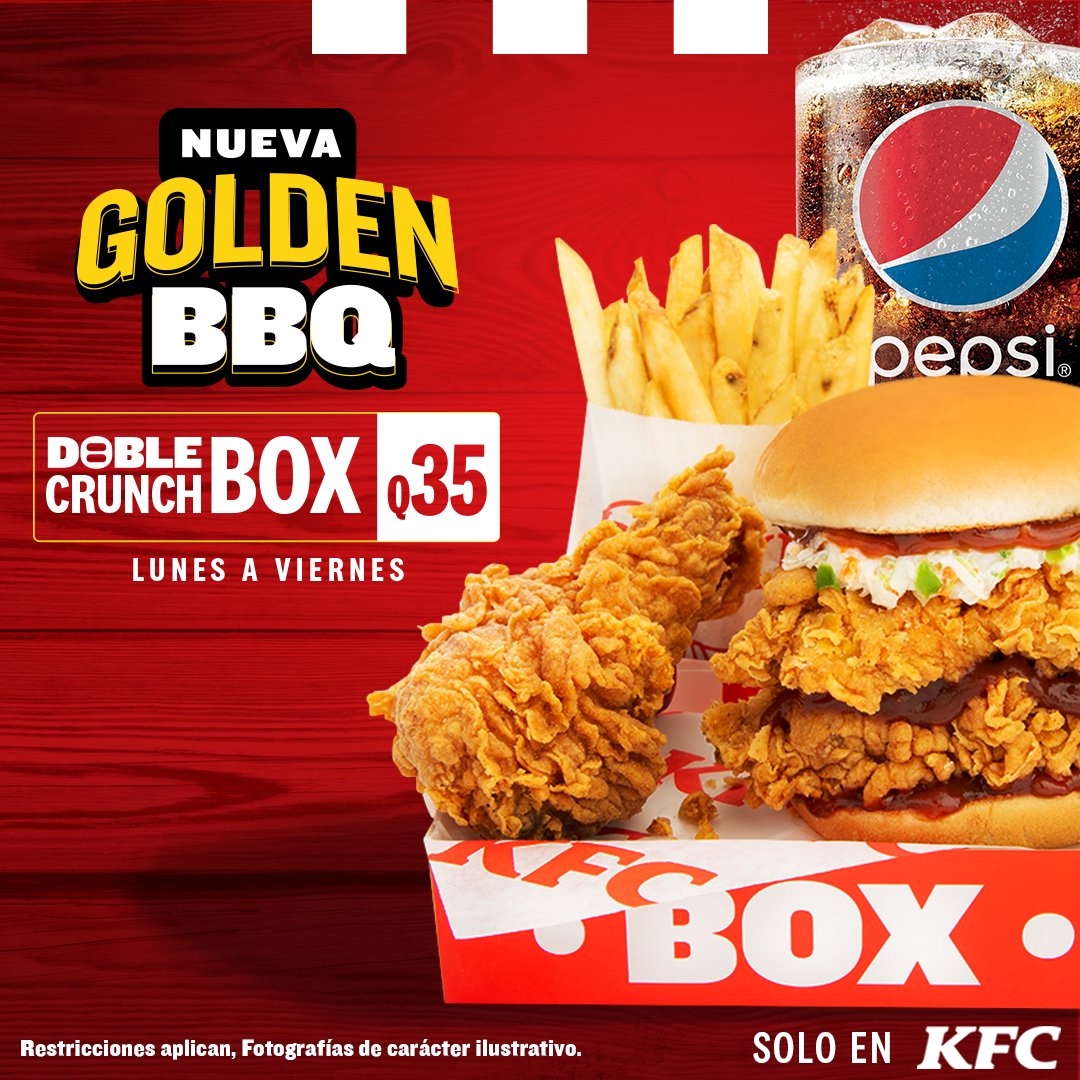 NUEVA
GOLDEN
BBQ
DOBLE
CRUNCH BOX Q35
LUNES A VIERNES
pepsi®
KFC
BOX
Restricciones aplican, Fotografías de carácter ilustrativo.
SOLO EN KFC